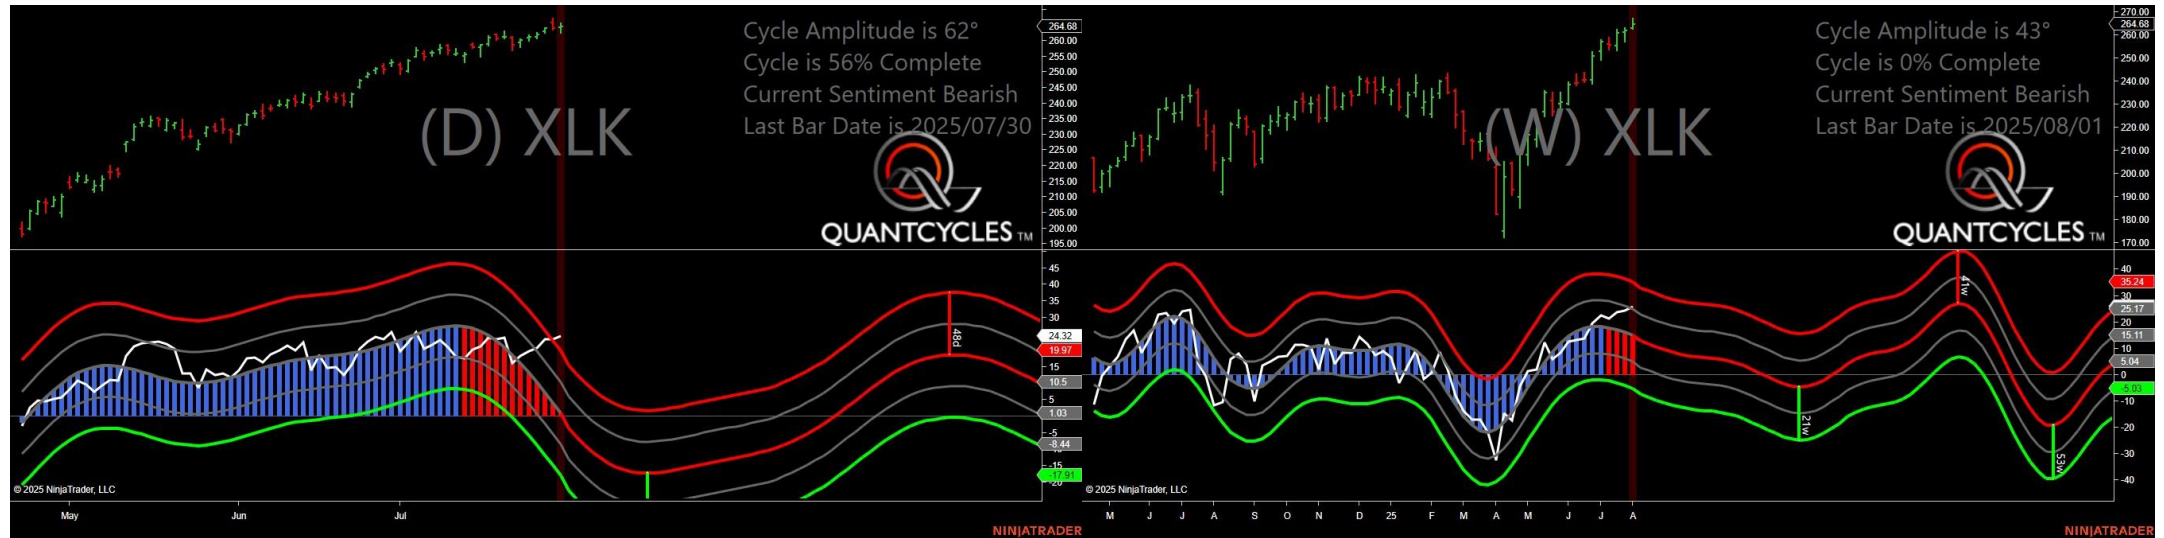 Cycle Amplitude is 62°
Cycle is 56% Complete
Current Sentiment Bearish
Last Bar Date is 2025/07/30
(D) XLK
QUANTCYCLES TM
264.68
260.00
255.00
250.00
245.00
240.00
235.00
230.00
225.00
220.00
215.00
210.00
205.00
200.00
195.00
45
40
35
30
24.32
19.97
15
10.5
5
1.03
-5
-8.44
-15
-17.91
-20
48d
© 2025 NinjaTrader, LLC
May
Jun
Jul
NINJATRADER
Cycle Amplitude is 43°
Cycle is 0% Complete
Current Sentiment Bearish
Last Bar Date is 2025/08/01
(W) XLK
QUANTCYCLES TM
270.00
264.68
260.00
250.00
240.00
230.00
220.00
210.00
200.00
190.00
180.00
170.00
40
35.24
30
25.17
20
15.11
10
5.04
0
-5.03
-10
-20
-30
-40
41w
21w
53w
© 2025 NinjaTrader, LLC
M
J
J
A
S
O
N
D
25
F
M
A
M
J
J
A
NINJATRADER